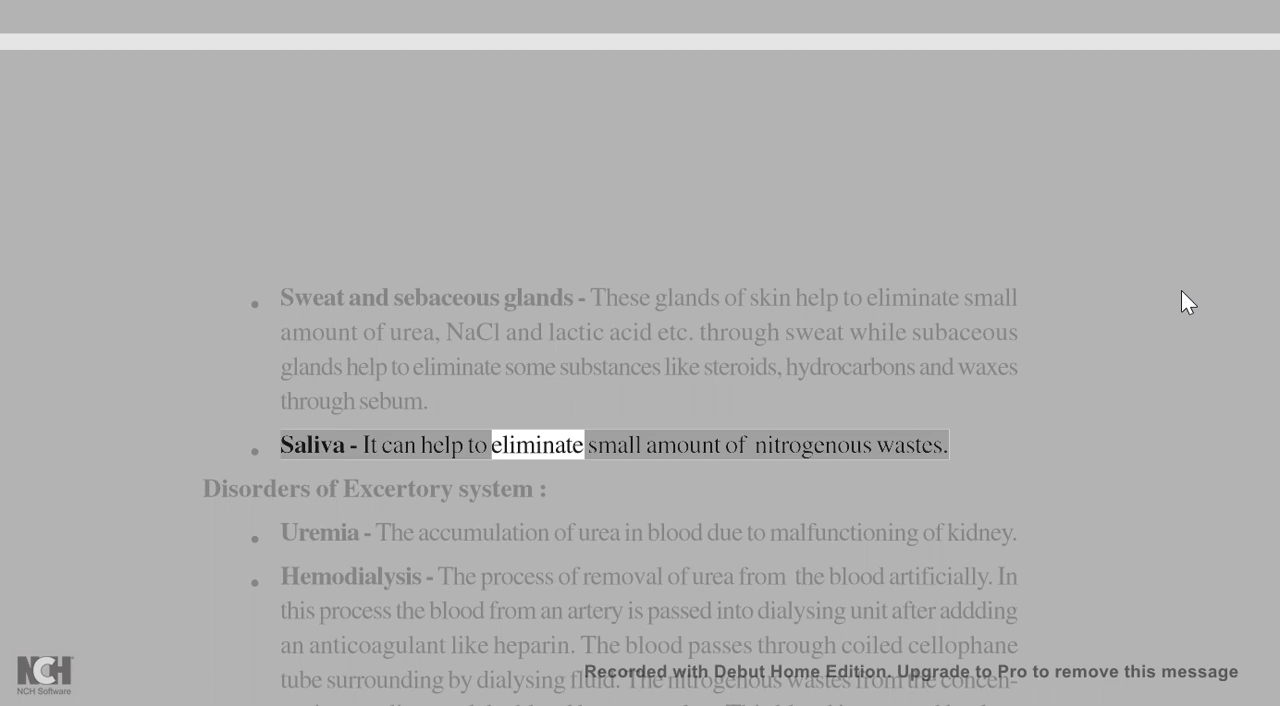 • Sweat and sebaceous glands - These glands of skin help to eliminate small
amount of urea, NaCl and lactic acid etc. through sweat while subaceous
glands help to eliminate some substances like steroids, hydrocarbons and waxes
through sebum.
• Saliva - It can help to eliminate small amount of nitrogenous wastes.
Disorders of Excertory system :
• Uremia - The accumulation of urea in blood due to malfunctioning of kidney.
• Hemodialysis - The process of removal of urea from the blood artificially. In
this process the blood from an artery is passed into dialysing unit after addding
an anticoagulant like heparin. The blood passes through coiled cellophane
tube surrounding by dialysing fluid. The nitrogenous wastes from the concen-
NCH
NCH Software
Recorded with Debut Home Edition. Upgrade to Pro to remove this message